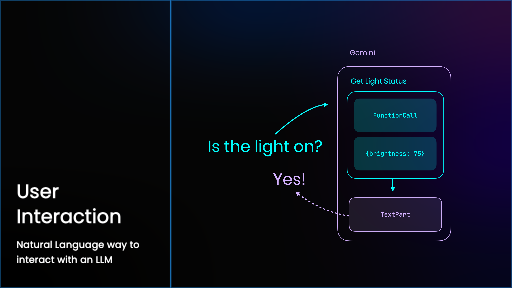 Gemini
Get Light Status
FunctionCall
Is the light on?
{brightness: 75}
Yes!
User
Interaction
TextPart
Natural Language way to
interact with an LLM